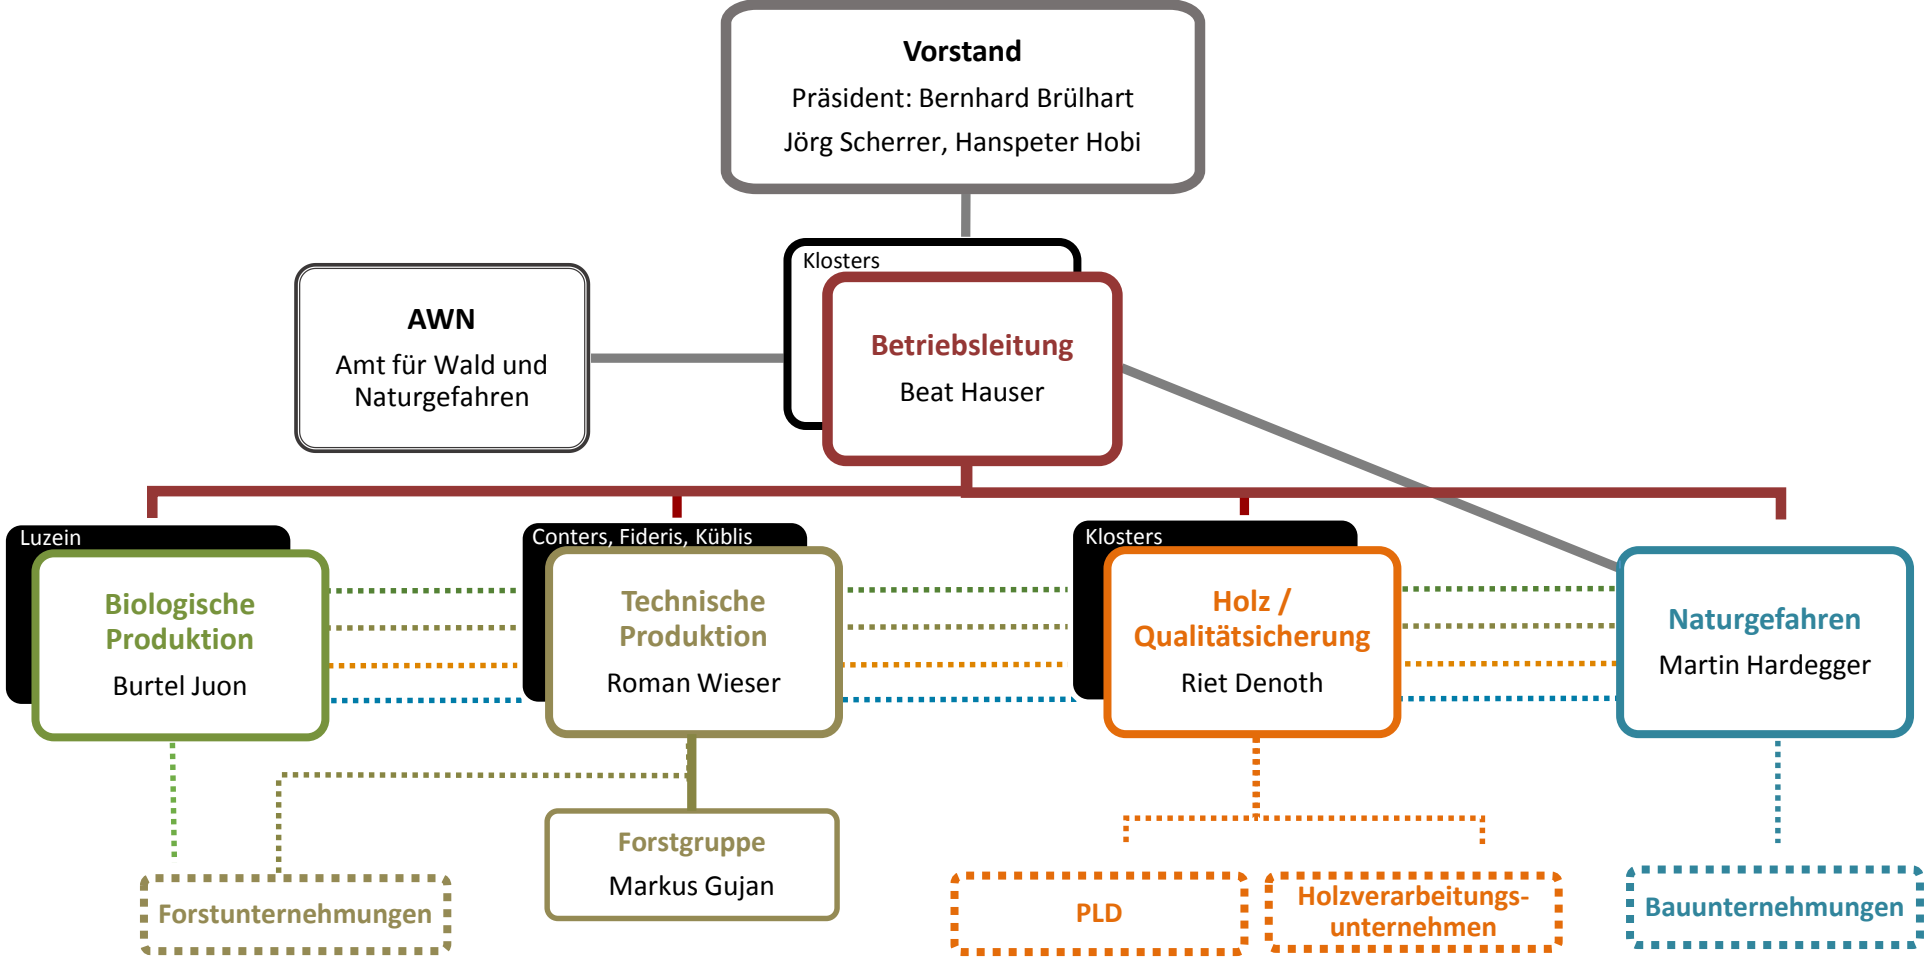 Vorstand
Präsident: Bernhard Brülhart
Jörg Scherrer, Hanspeter Hobi
Klosters
AWN
Amt für Wald und
Naturgefahren
Betriebsleitung
Beat Hauser
Luzein
Biologische
Produktion
Burtel Juon
Conters, Fideris, Küblis
Technische
Produktion
Roman Wieser
Klosters
Holz /
Qualitätsicherung
Riet Denoth
Naturgefahren
Martin Hardegger
Forstgruppe
Markus Gujan
Forstunternehmungen
PLD
Holzverarbeitungs-
unternehmen
Bauunternehmungen